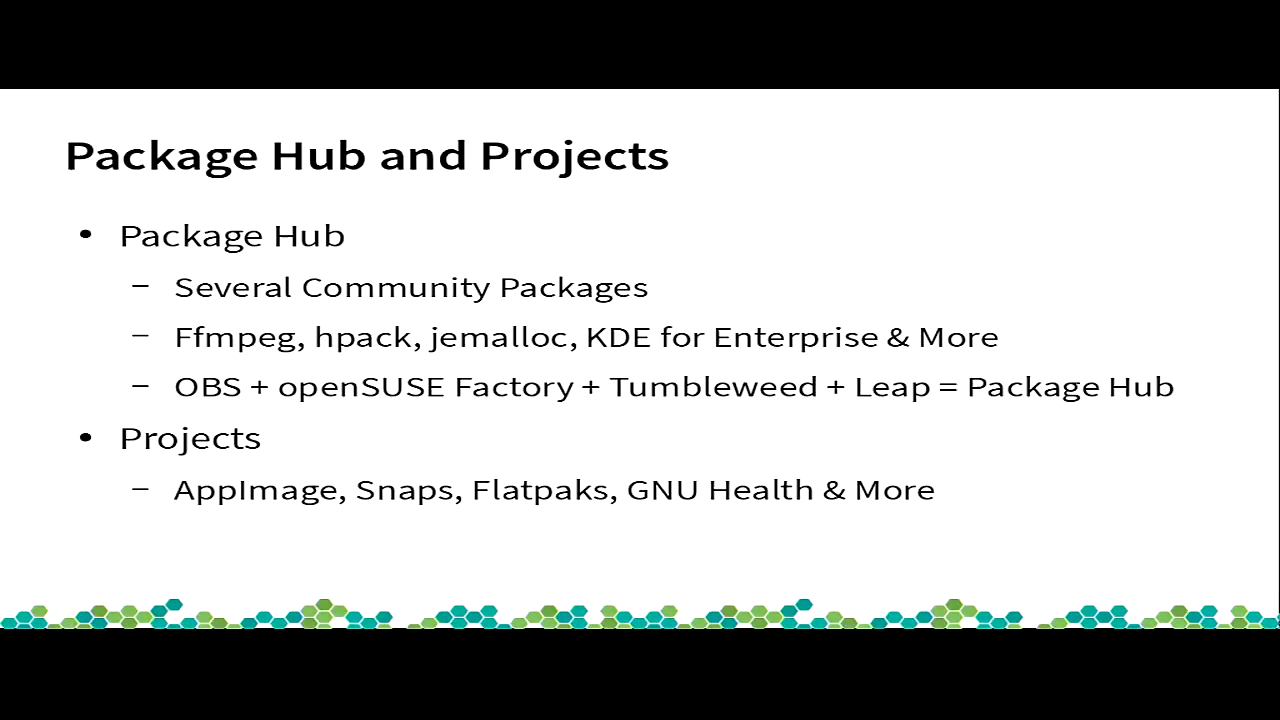 Package Hub and Projects
• Package Hub
– Several Community Packages
– Ffmpeg, hpack, jemalloc, KDE for Enterprise & More
– OBS + openSUSE Factory + Tumbleweed + Leap = Package Hub
• Projects
– AppImage, Snaps, Flatpaks, GNU Health & More